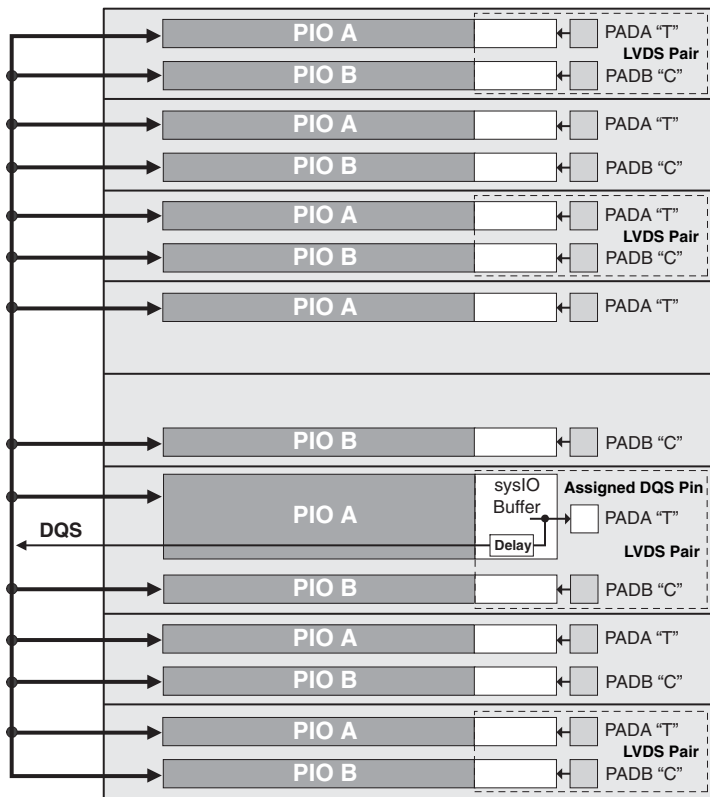 PIO A PADA “T”
LVDS Pair
PIO B PADB “C”
PIO A PADA “T”
PIO B PADB “C”
PIO A PADA “T”
LVDS Pair
PIO B PADB “C”
PIO A PADA “T”
PIO B PADB “C”
sysIO Assigned DQS Pin
Buffer
PIO A PADA “T”
DQS
Delay LVDS Pair
PIO B PADB “C”
PIO A PADA “T”
PIO B PADB “C”
PIO A PADA “T”
LVDS Pair
PIO B PADB “C”